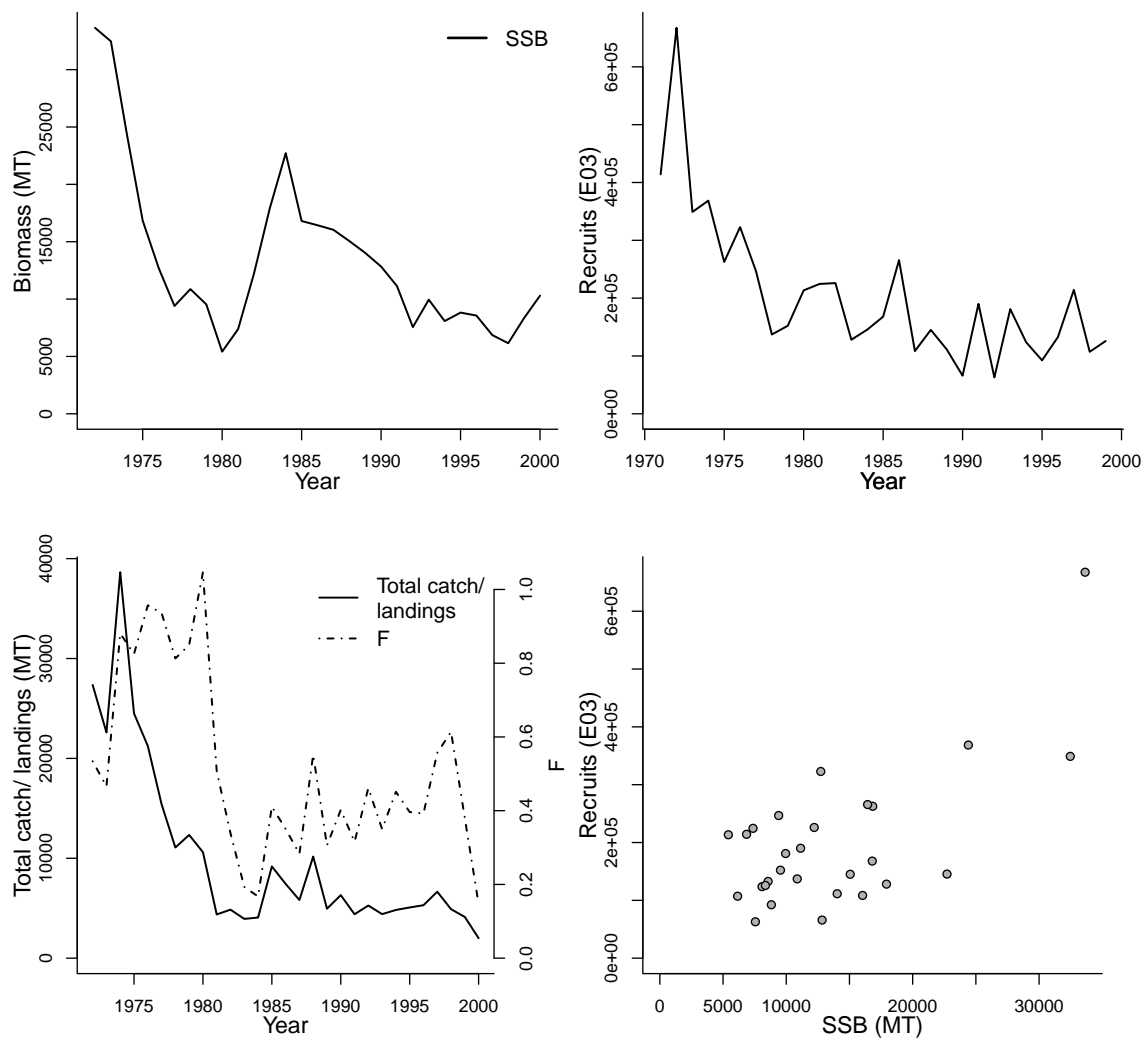 SSB
Biomass (MT)
0
5000
15000
25000
1975
1980
1985
1990
1995
2000
Year
Recruits (E03)
0e+00
2e+05
4e+05
6e+05
1970
1975
1980
1985
1990
1995
2000
Year
Total catch/
landings
F
Total catch/ landings (MT)
0
10000
20000
30000
40000
F
0.0
0.2
0.4
0.6
0.8
1.0
1975
1980
1985
1990
1995
2000
Year
Recruits (E03)
0e+00
2e+05
4e+05
6e+05
0
5000
10000
20000
30000
SSB (MT)